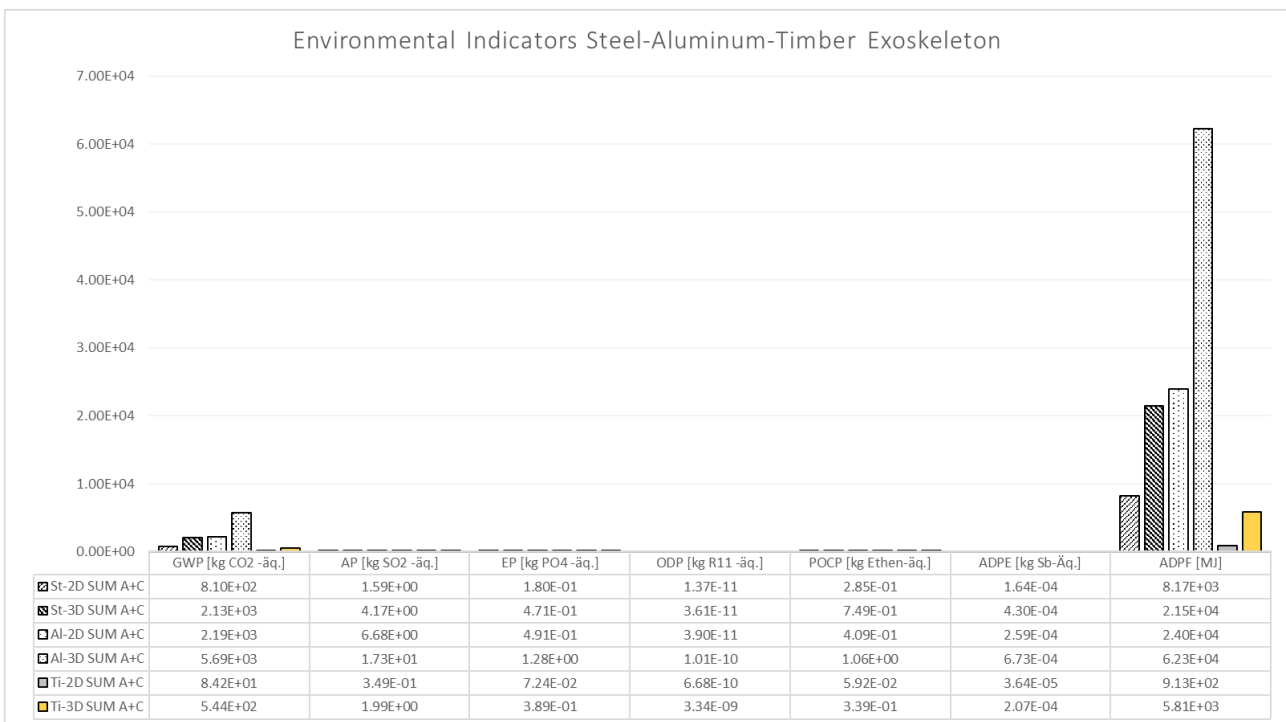 Environmental Indicators Steel-Aluminum-Timber Exoskeleton
7.00E+04
6.00E+04
5.00E+04
4.00E+04
3.00E+04
2.00E+04
1.00E+04
0.00E+00
GWP [kg CO2 -äq.] AP [kg SO2 -äq.] EP [kg PO4 -äq.] ODP [kg R11 -äq.] POCP [kg Ethen-äq.] ADPE [kg Sb-Äq.] ADPF [MJ]
St-2D SUM A+C 8.10E+02 1.59E+00 1.80E-01 1.37E-11 2.85E-01 1.64E-04 8.17E+03
St-3D SUM A+C 2.13E+03 4.17E+00 4.71E-01 3.61E-11 7.49E-01 4.30E-04 2.15E+04
Al-2D SUM A+C 2.19E+03 6.68E+00 4.91E-01 3.90E-11 4.09E-01 2.59E-04 2.40E+04
Al-3D SUM A+C 5.69E+03 1.73E+01 1.28E+00 1.01E-10 1.06E+00 6.73E-04 6.23E+04
Ti-2D SUM A+C 8.42E+01 3.49E-01 7.24E-02 6.68E-10 5.92E-02 3.64E-05 9.13E+02
Ti-3D SUM A+C 5.44E+02 1.99E+00 3.89E-01 3.34E-09 3.39E-01 2.07E-04 5.81E+03